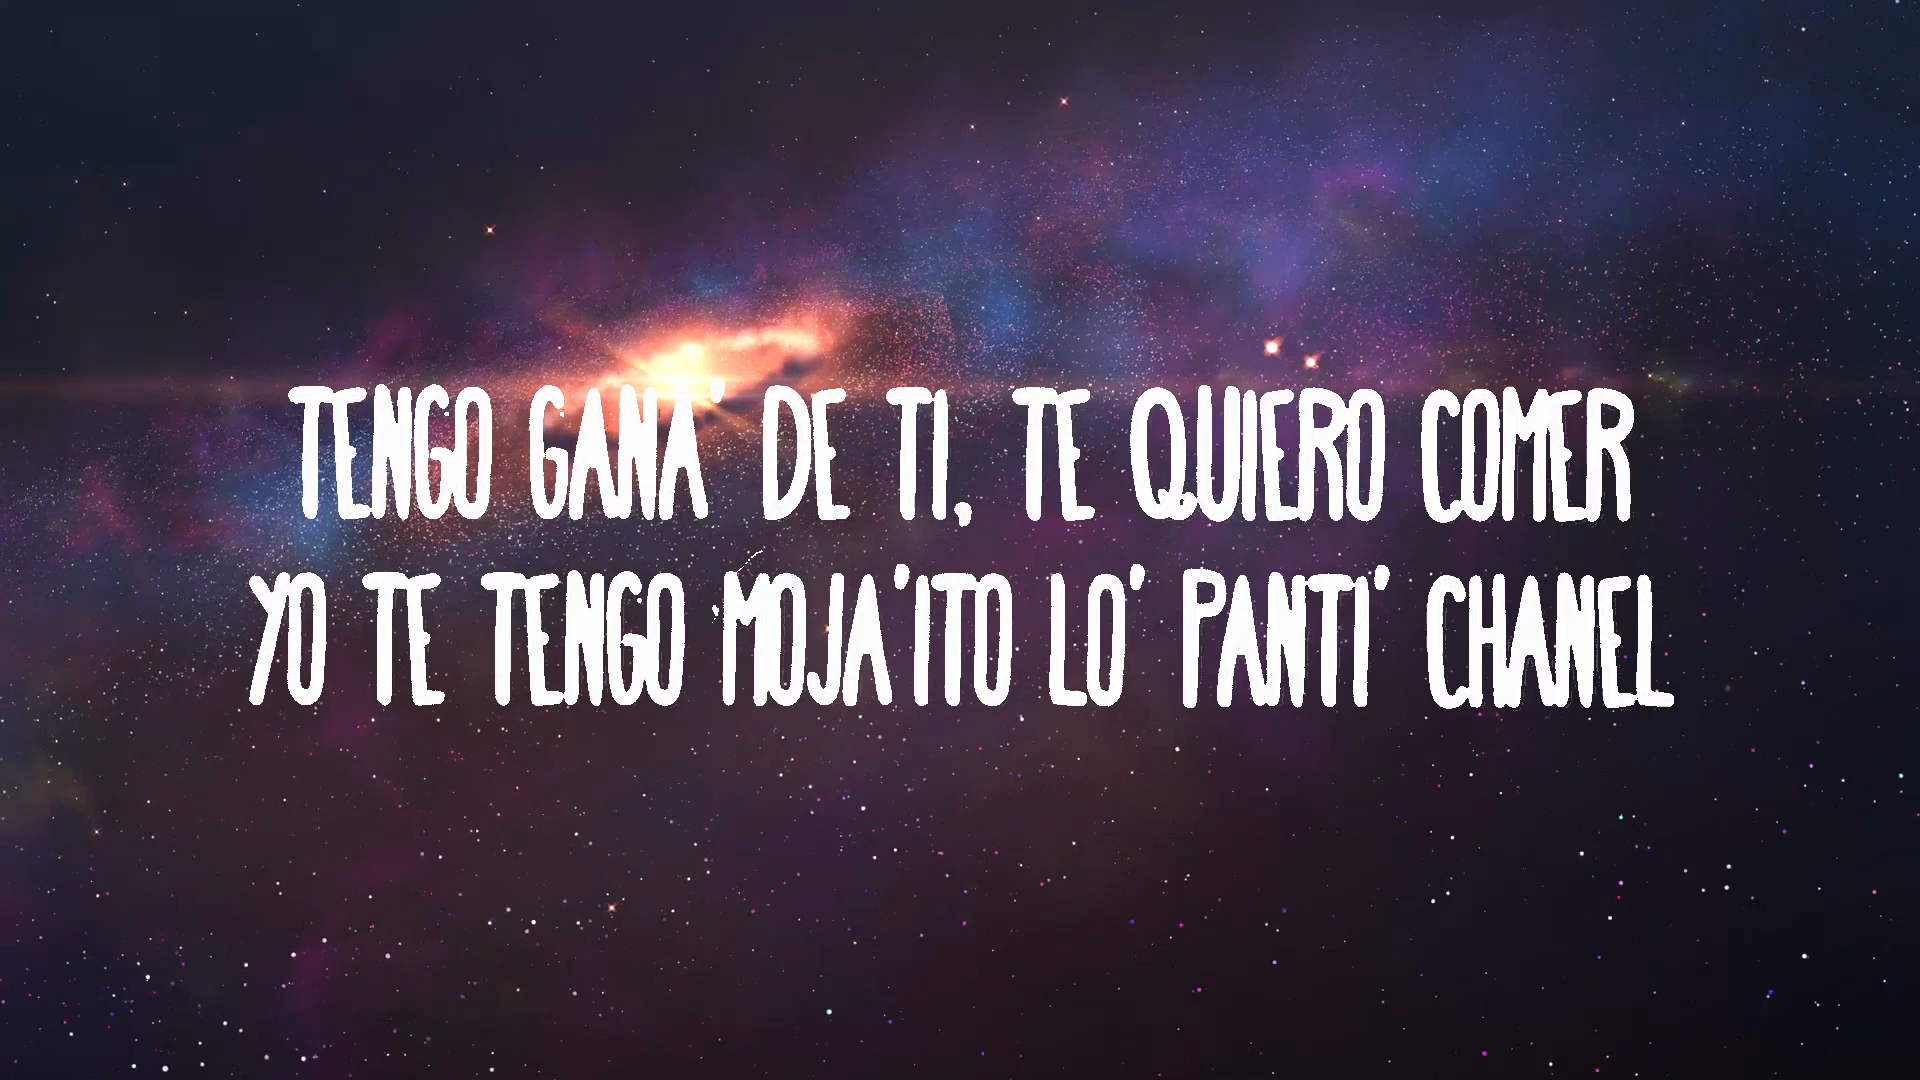 TENGO GANA' DE TI, TE QUIERO COMER
YO TE TENGO MOJA'ITO LO' PANTI' CHANEL